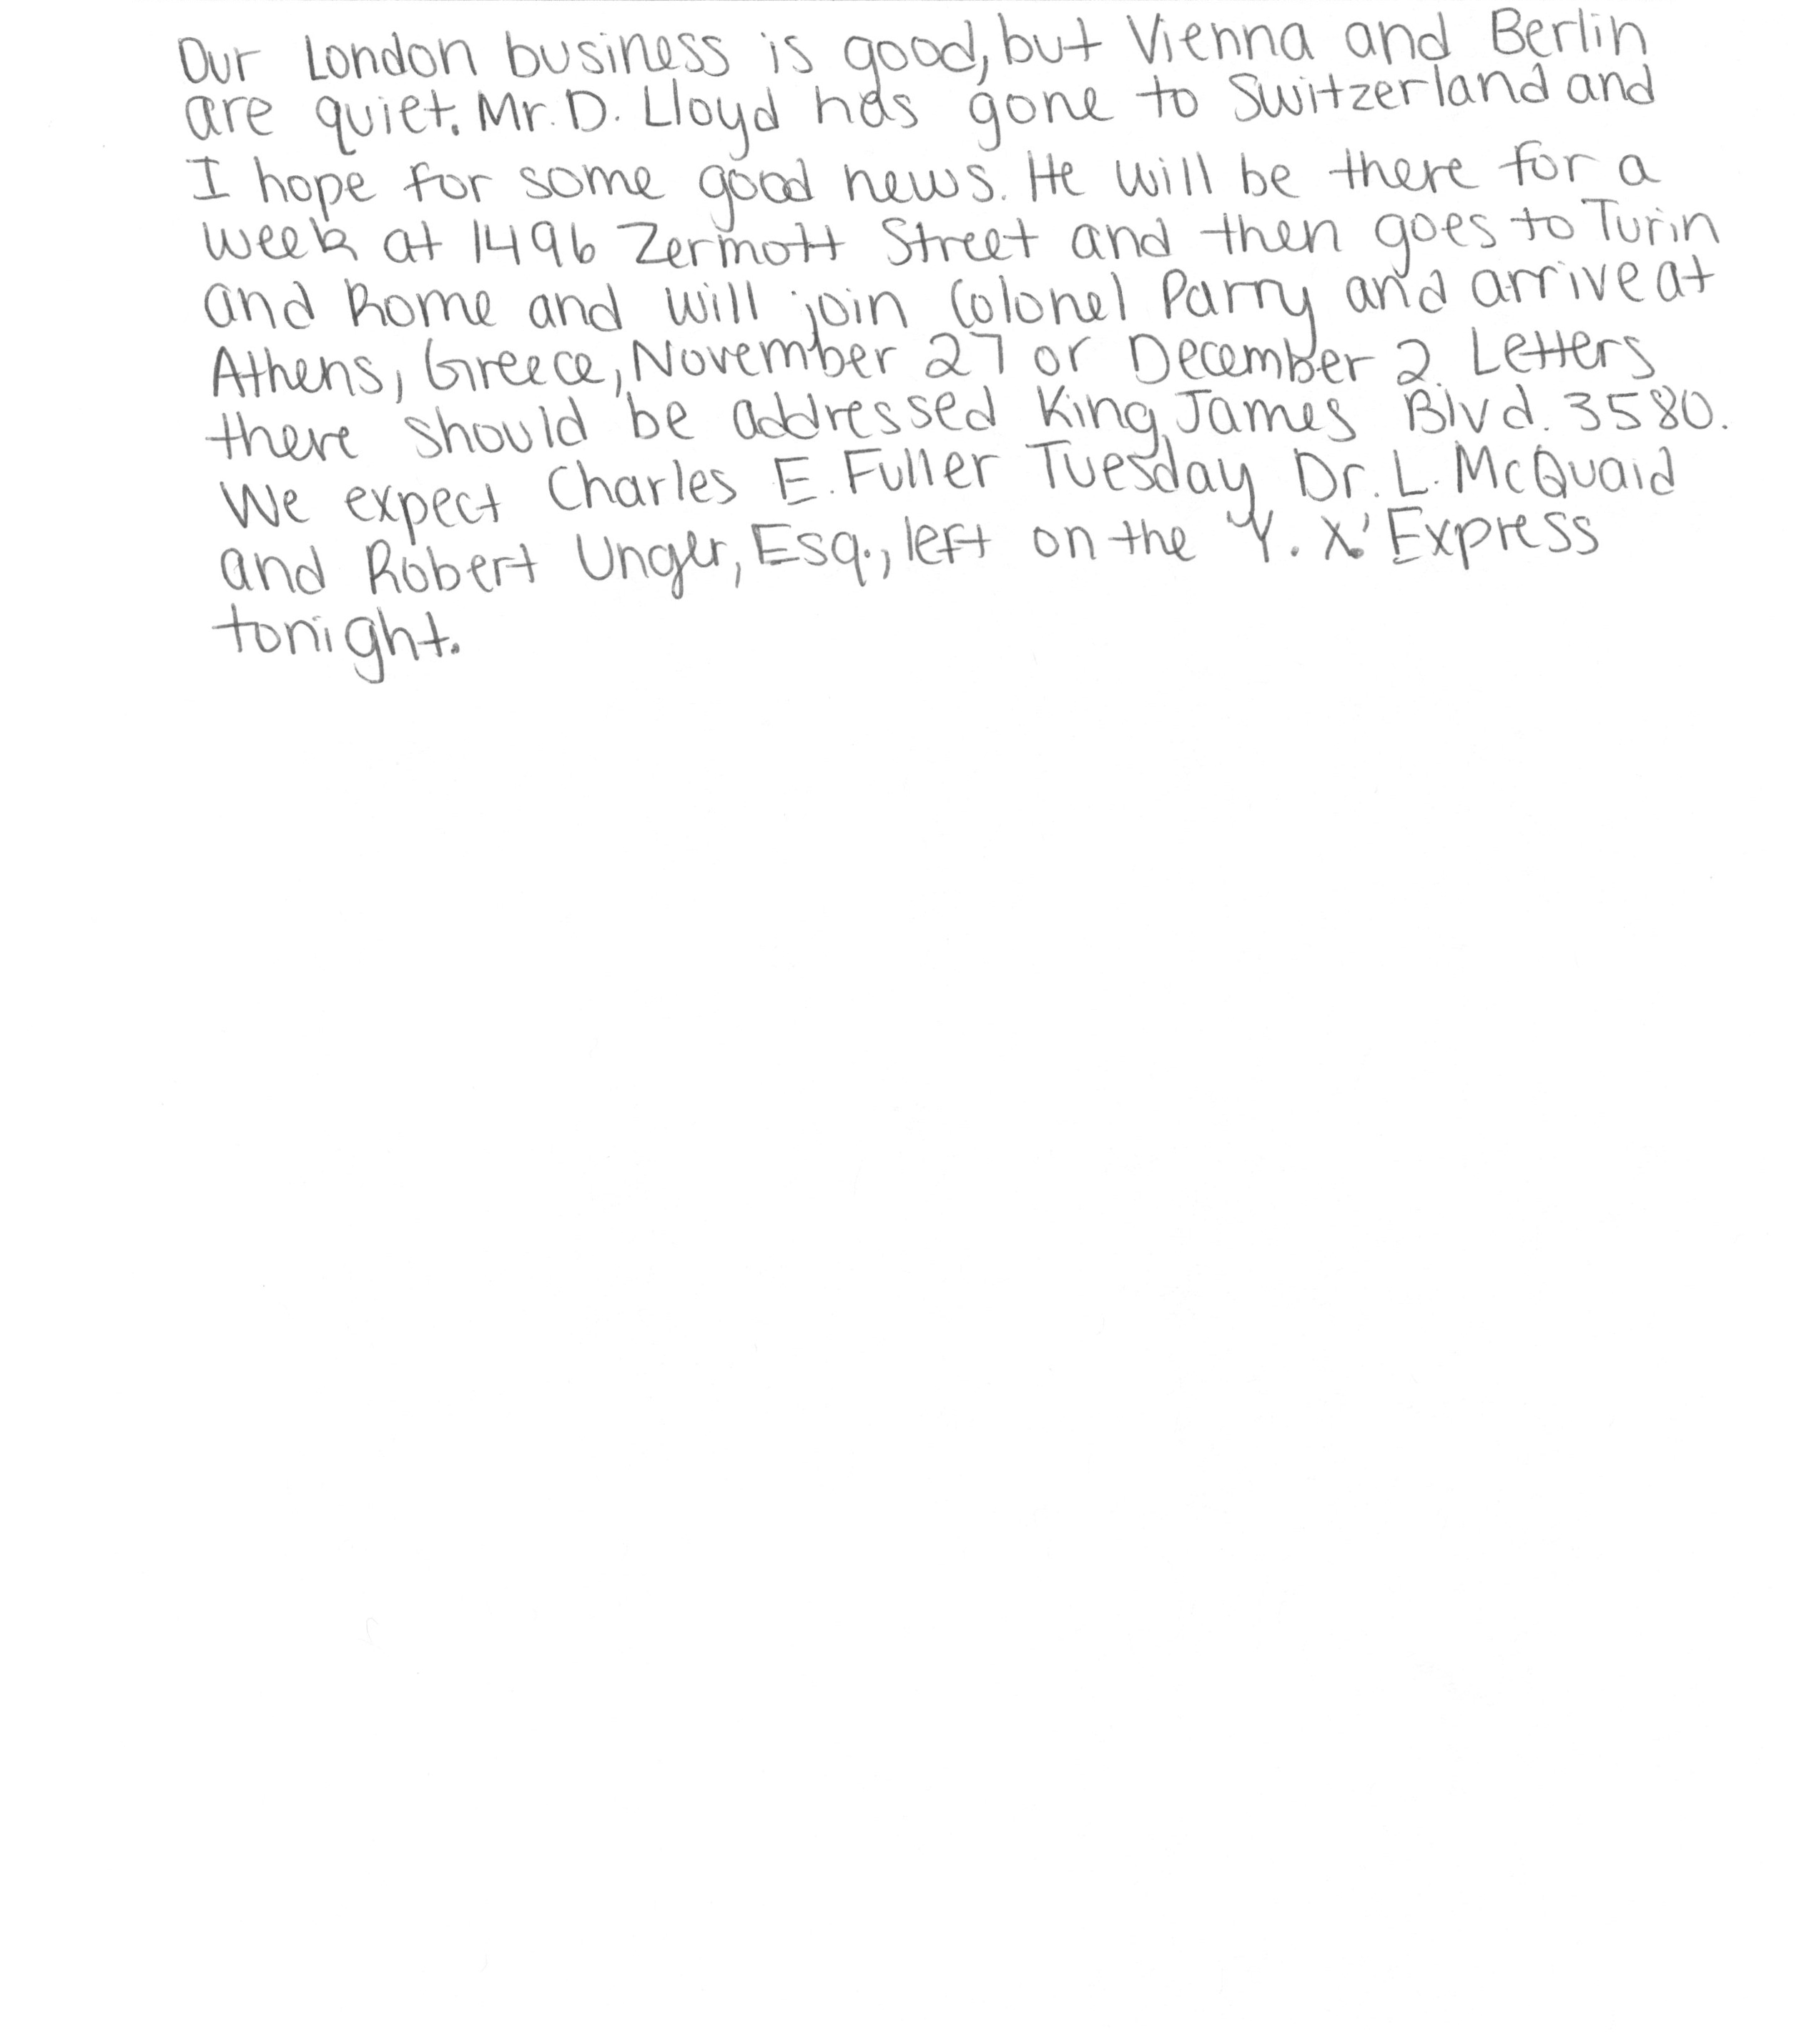 Our London business is good, but Vienna and Berlin
are quiet. Mr. D. Lloyd has gone to Switzerland and
I hope for some good news. He will be there for a
week at 1496 Zermott Street and then goes to Turin
and Rome and will join Colonel Parry and arrive at
Athens, Greece, November 27 or December 2. Letters
there should be addressed King James Blvd. 3580.
We expect Charles E. Fuller Tuesday Dr. L. McQuaid
and Robert Unger, Esq., left on the "Y. X." Express
tonight.